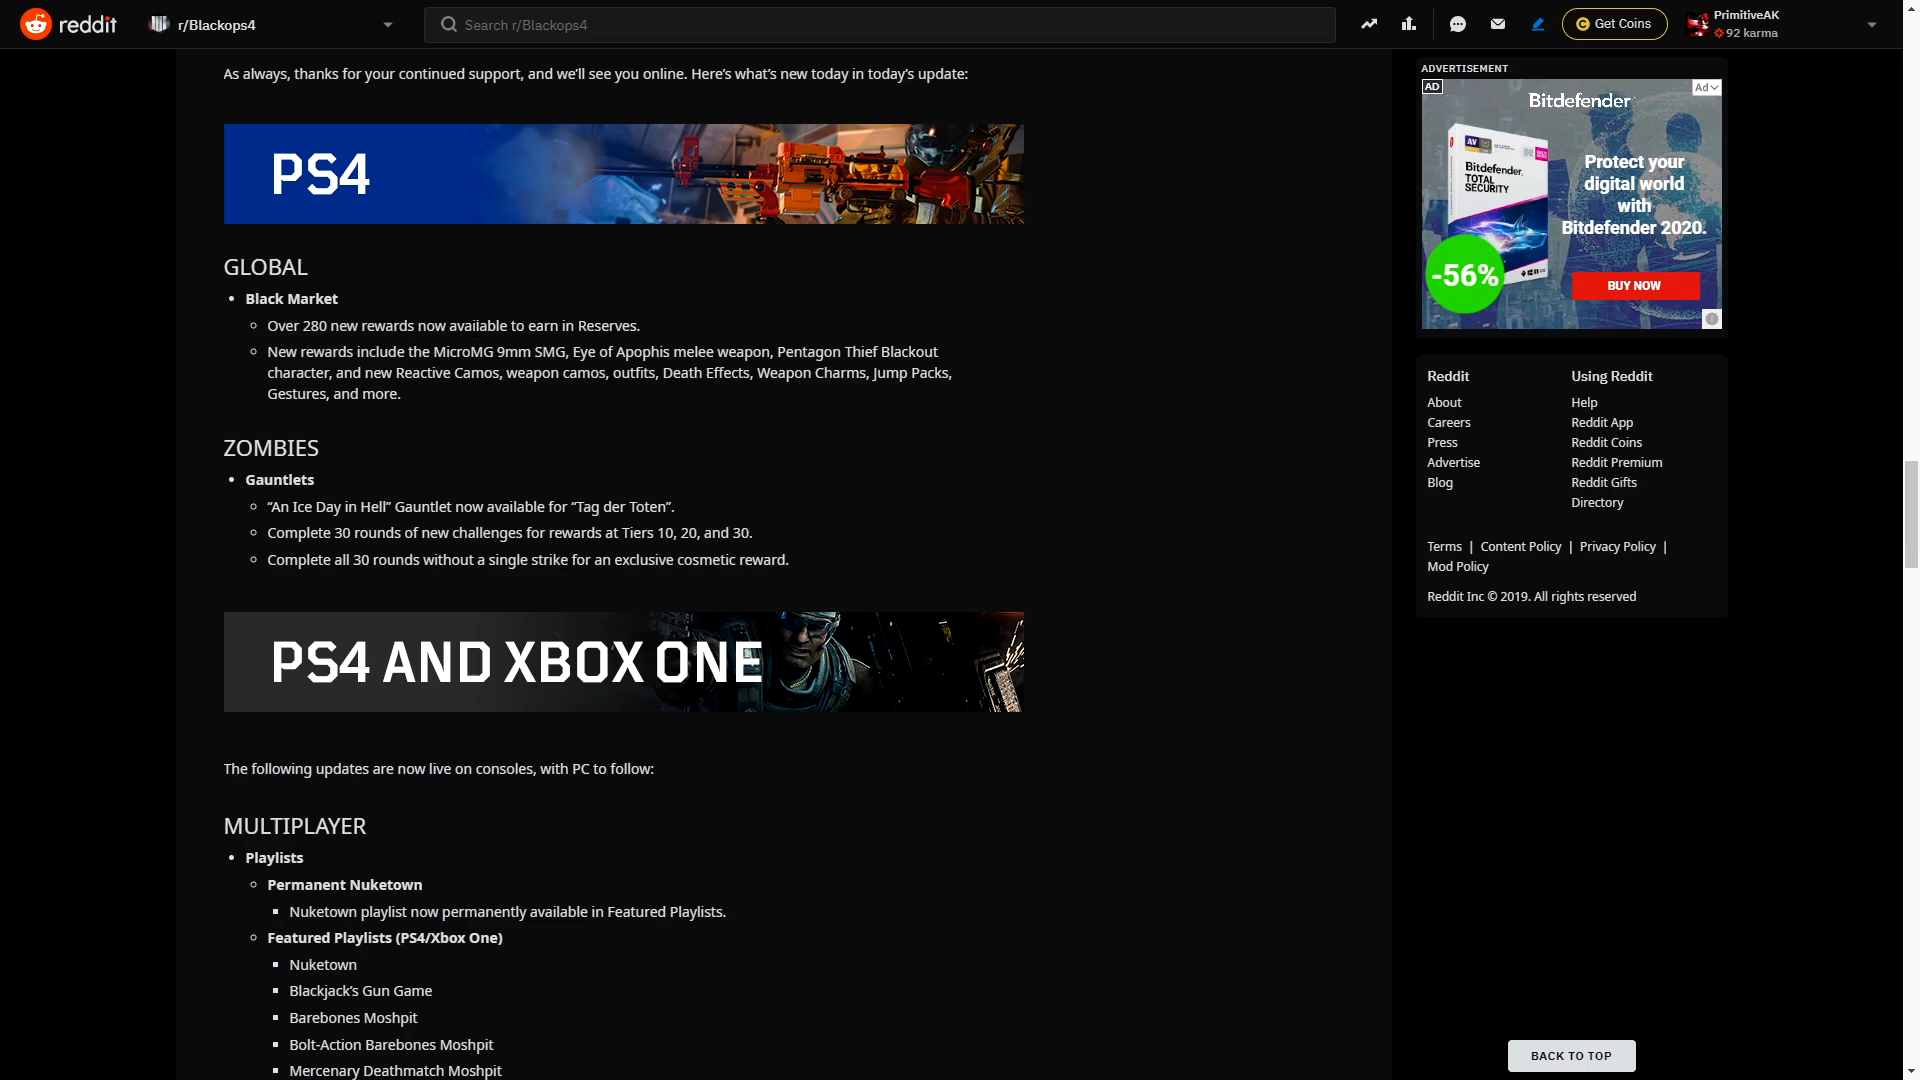 reddit
r/Blackops4
Search r/Blackops4
Get Coins
PrimitiveAK
92 karma
As always, thanks for your continued support, and we'll see you online. Here's what's new today in today's update:
PS4
GLOBAL
Black Market
Over 280 new rewards now available to earn in Reserves.
New rewards include the MicroMG 9mm SMG, Eye of Apophis melee weapon, Pentagon Thief Blackout
character, and new Reactive Camos, weapon camos, outfits, Death Effects, Weapon Charms, Jump Packs,
Gestures, and more.
ZOMBIES
Gauntlets
“An Ice Day in Hell” Gauntlet now available for “Tag der Toten”.
Complete 30 rounds of new challenges for rewards at Tiers 10, 20, and 30.
Complete all 30 rounds without a single strike for an exclusive cosmetic reward.
PS4 AND XBOX ONE
The following updates are now live on consoles, with PC to follow:
MULTIPLAYER
Playlists
Permanent Nuketown
Nuketown playlist now permanently available in Featured Playlists.
Featured Playlists (PS4/Xbox One)
Nuketown
Blackjack's Gun Game
Barebones Moshpit
Bolt-Action Barebones Moshpit
Mercenary Deathmatch Moshpit
ADVERTISEMENT
AD
Ad
Bitdefender
AV
Bitdefender
TOTAL
SECURITY
Protect your
digital world
with
Bitdefender 2020.
-56%
BUY NOW
Reddit
About
Careers
Press
Advertise
Blog
Using Reddit
Help
Reddit App
Reddit Coins
Reddit Premium
Reddit Gifts
Directory
Terms | Content Policy | Privacy Policy |
Mod Policy
Reddit Inc © 2019. All rights reserved
BACK TO TOP